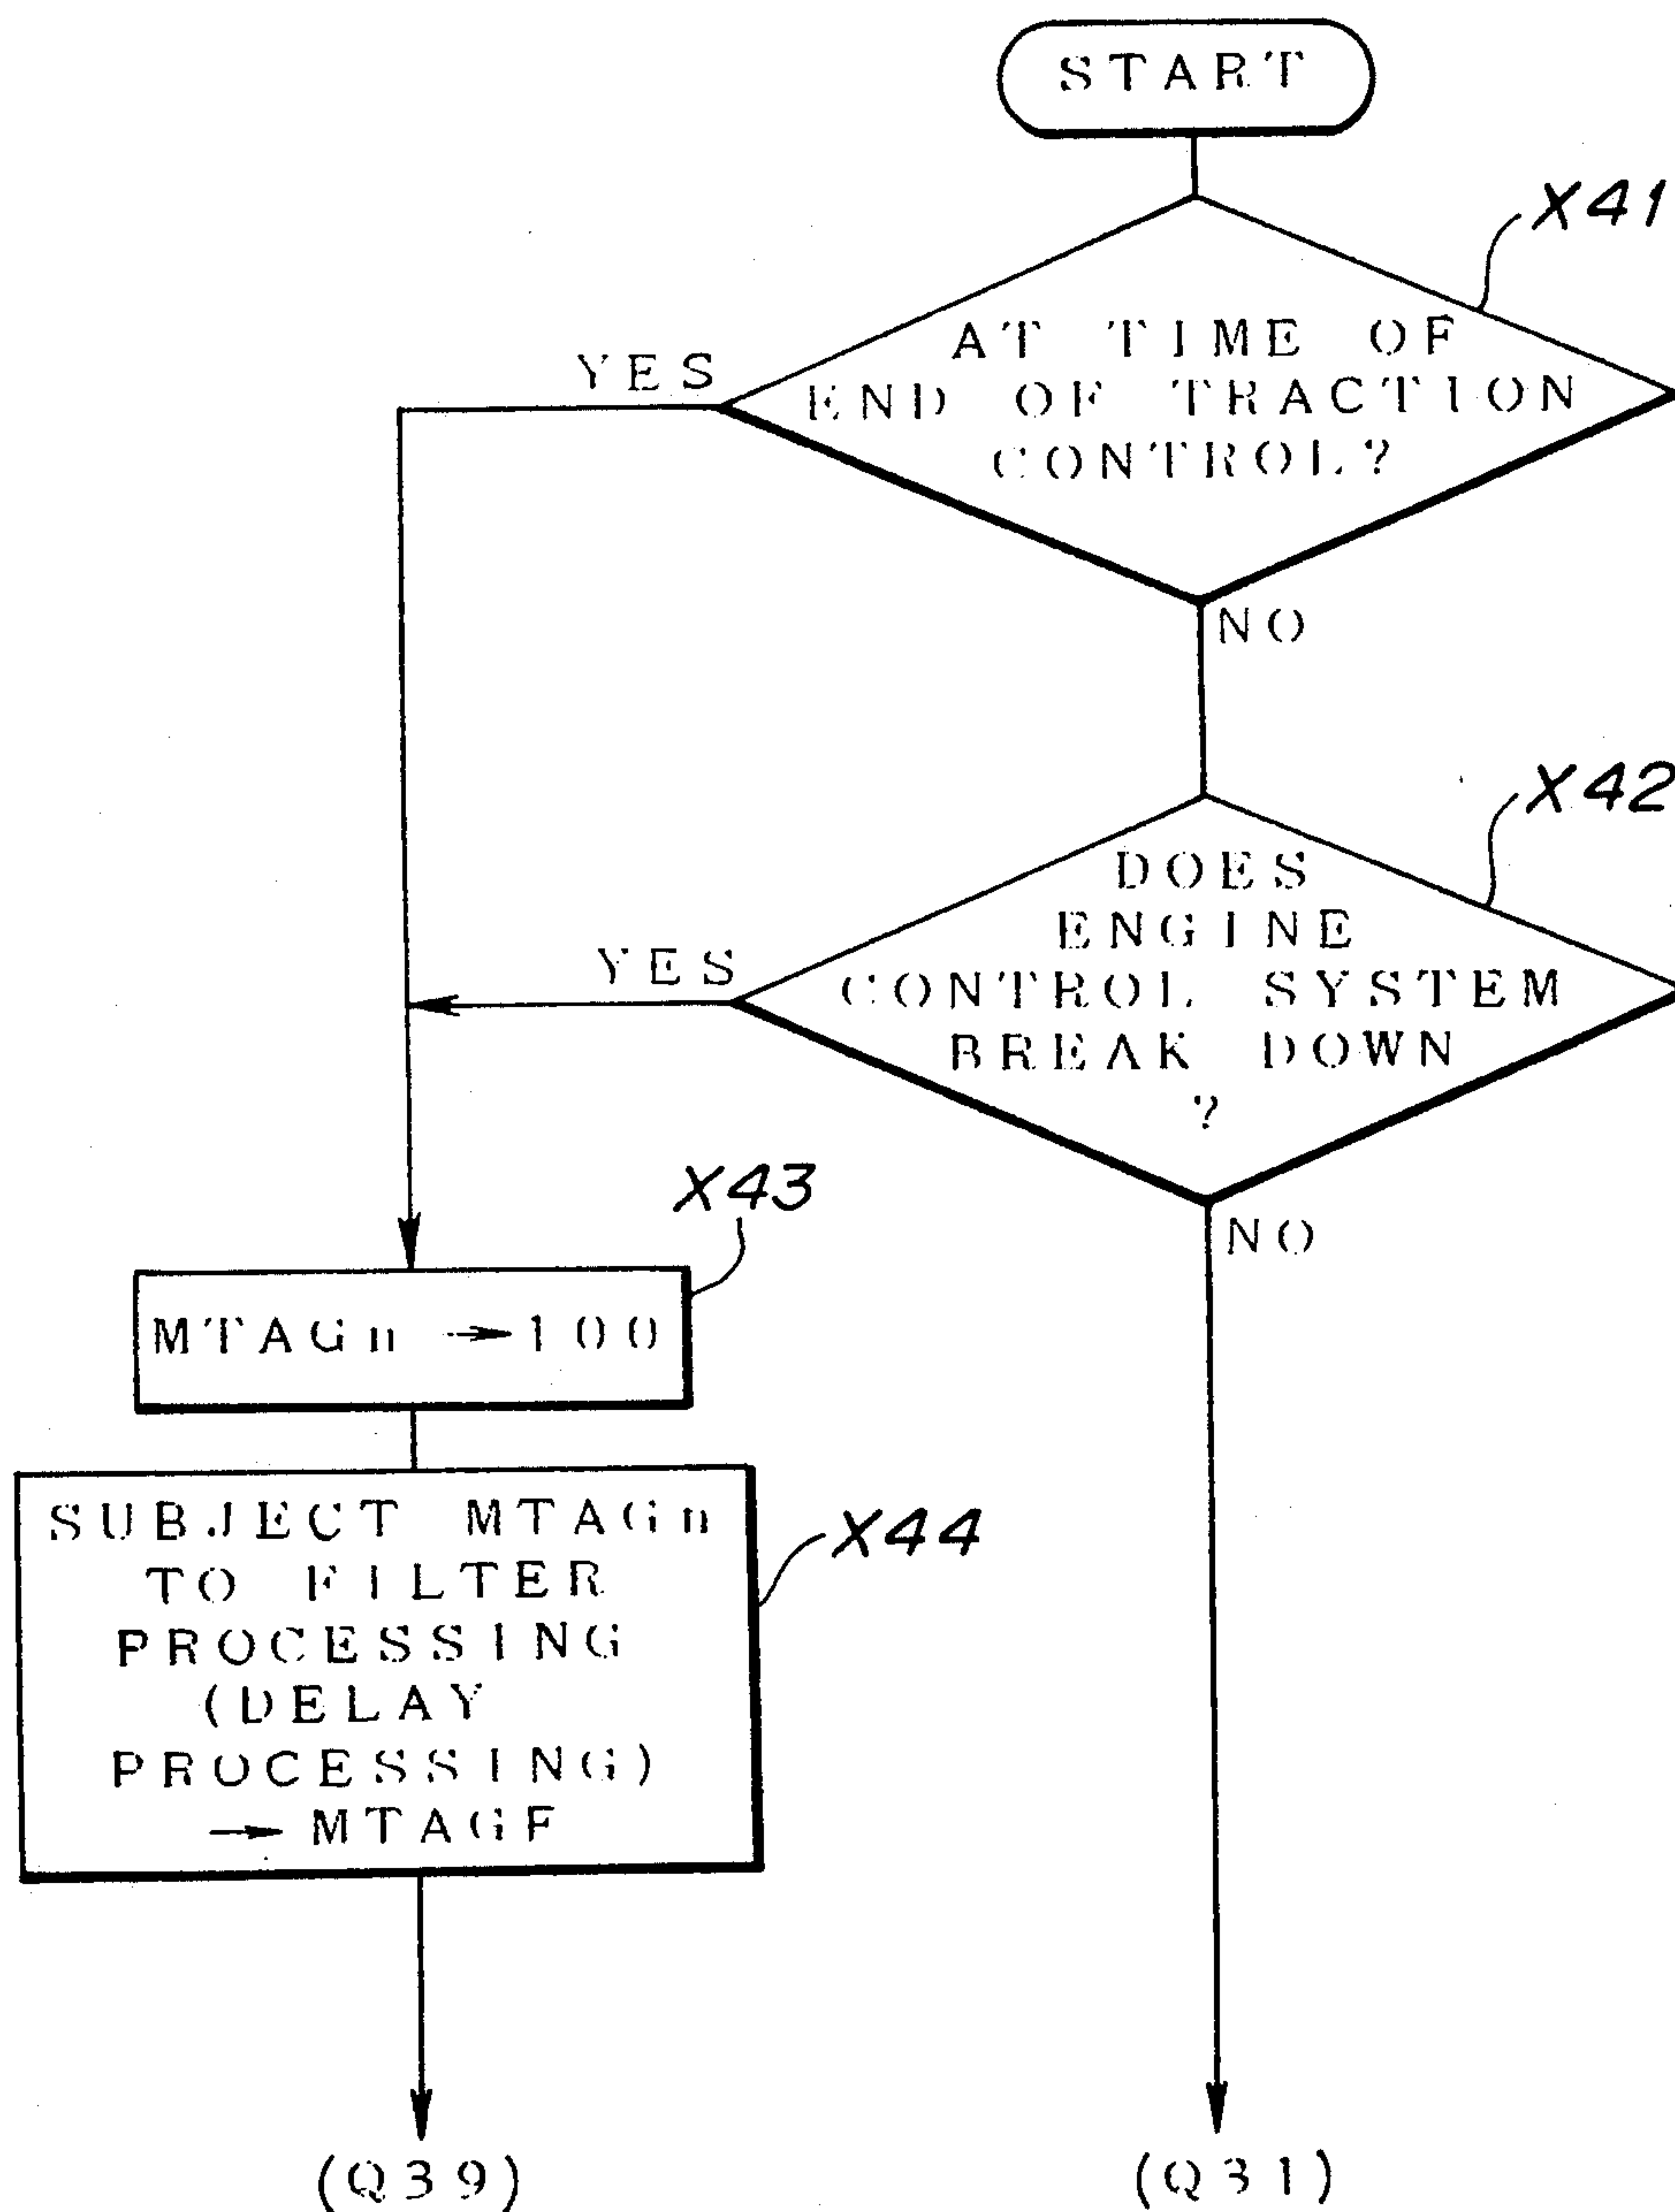 START
X41
AT TIME OF
END OF TRACTION
CONTROL?
YES
NO
X42
DOES
ENGINE
CONTROL SYSTEM
BREAK DOWN
?
YES
NO
X43
MTAGn → 100
X44
SUBJECT MTAGn
TO FILTER
PROCESSING
(DELAY
PROCESSING)
→ MTAGF
(Q39)
(Q31)